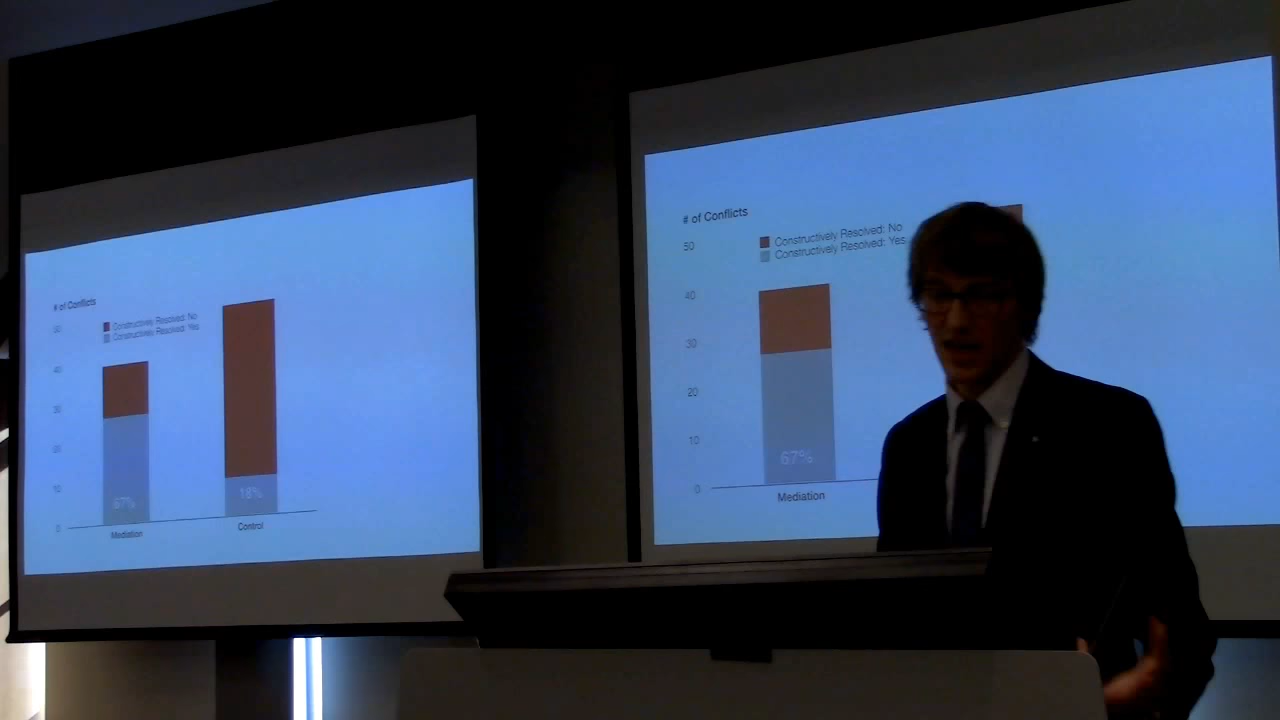 # of Conflicts
50
Constructively Resolved: No
Constructively Resolved: Yes
40
30
20
10
0
67%
18%
Mediation
Control
# of Conflicts
50
Constructively Resolved: No
Constructively Resolved: Yes
40
30
20
10
0
67%
Mediation